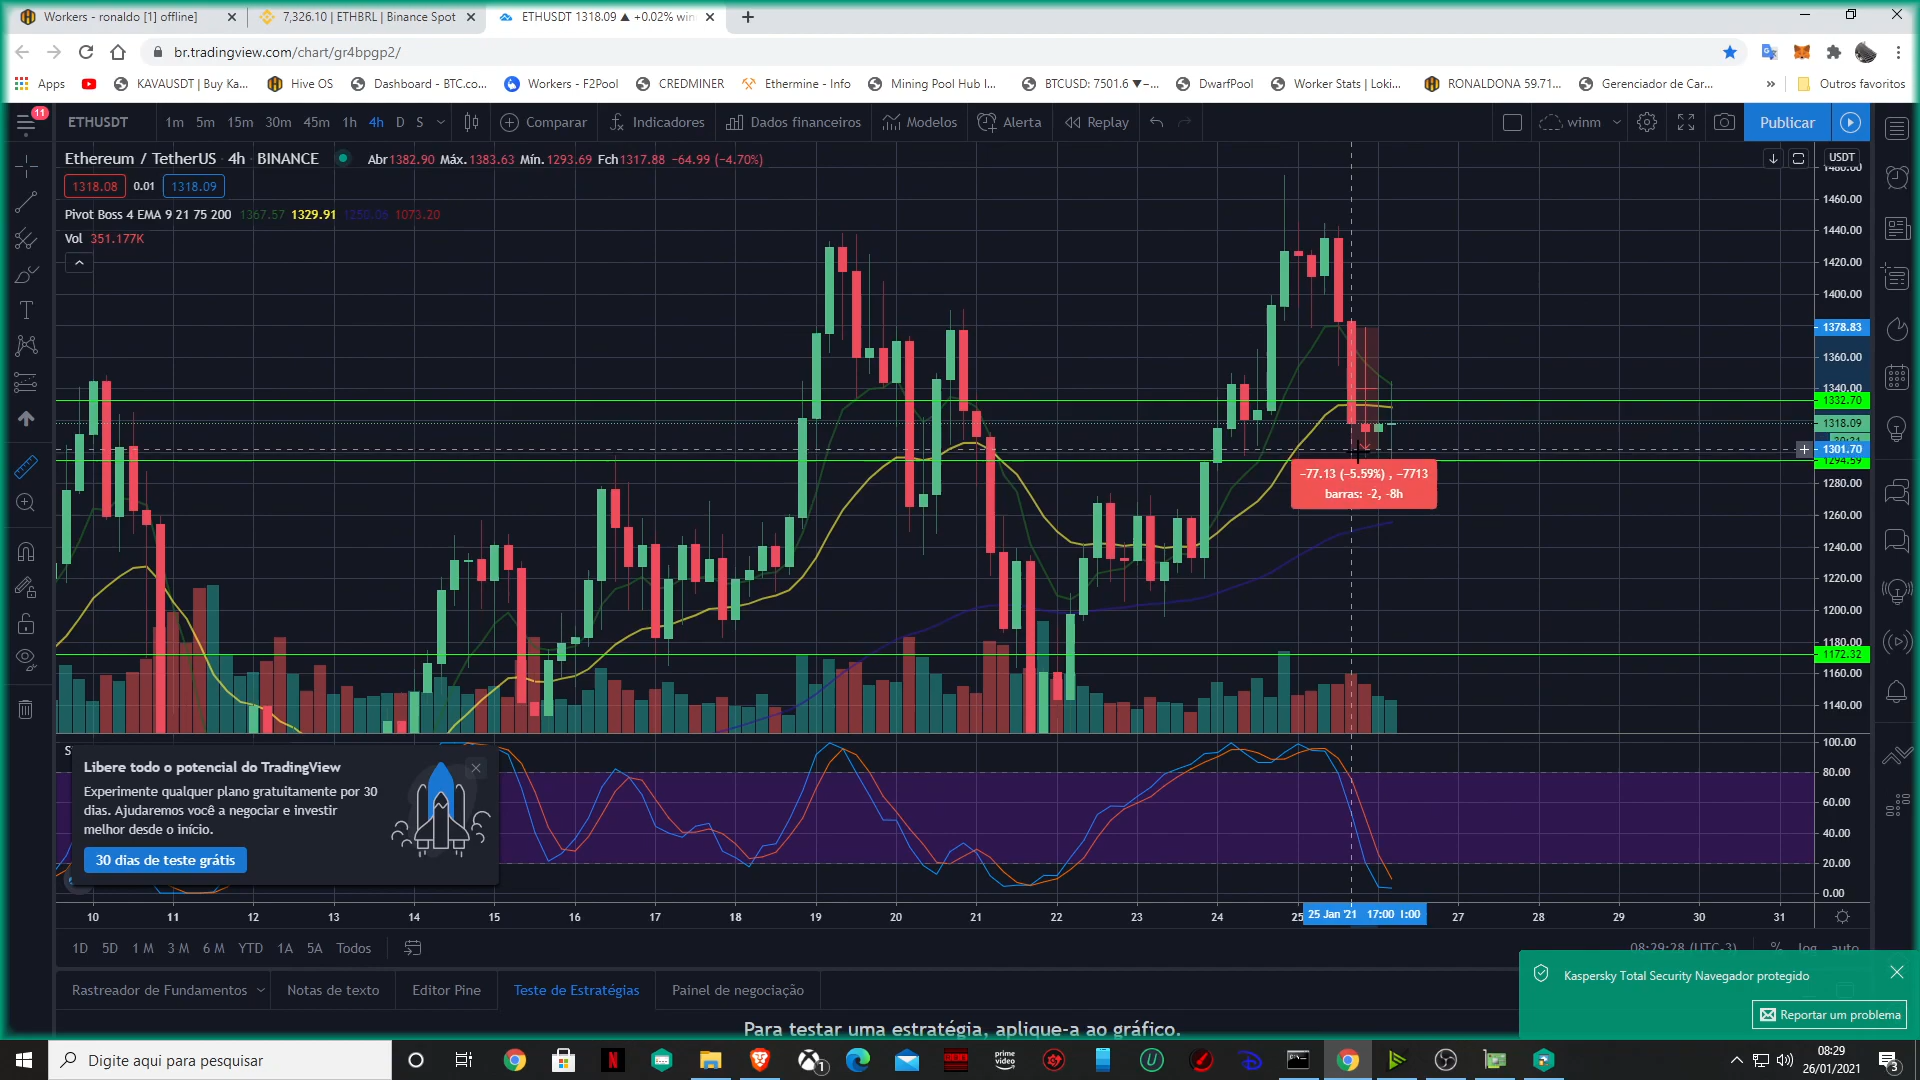 Workers - ronaldo [1] offline]
7,326.10 | ETHBRL | Binance Spot
ETHUSDT 1318.09 ▲ +0.02% winm
br.tradingview.com/chart/gr4bpgp2/
Apps
KAVAUSDT | Buy Ka...
Hive OS
Dashboard - BTC.co...
Workers - F2Pool
CREDMINER
Ethermine - Info
Mining Pool Hub I...
BTCUSD: 7501.6 ▼−...
DwarfPool
Worker Stats | Loki...
RONALDONA 59.71...
Gerenciador de Car...
»
Outros favoritos
11
ETHUSDT
1m 5m 15m 30m 45m 1h 4h D S
Comparar
Indicadores
Dados financeiros
Modelos
Alerta
Replay
winm
Publicar
Ethereum / TetherUS 4h BINANCE
Abr1382.90 Máx.1383.63 Mín.1293.69 Fch1317.88 −64.99 (−4.70%)
1318.08 0.01 1318.09
Pivot Boss 4 EMA 9 21 75 200 1367.57 1329.91 1250.06 1073.20
Vol 351.177K
USDT
1480.00
1460.00
1440.00
1420.00
1400.00
1378.83
1360.00
1340.00
1332.70
1318.09
1301.70
1294.59
1280.00
1260.00
1240.00
1220.00
1200.00
1180.00
1172.32
1160.00
1140.00
−77.13 (−5.59%) , −7713
barras: -2, -8h
100.00
80.00
60.00
40.00
20.00
0.00
S
Libere todo o potencial do TradingView
Experimente qualquer plano gratuitamente por 30
dias. Ajudaremos você a negociar e investir
melhor desde o início.
30 dias de teste grátis
10 11 12 13 14 15 16 17 18 19 20 21 22 23 24 25 25 Jan '21 17:00 1:00 27 28 29 30 31
1D 5D 1 M 3 M 6 M YTD 1A 5A Todos
08:29:28 (UTC-3) % log auto
Rastreador de Fundamentos
Notas de texto
Editor Pine
Teste de Estratégias
Painel de negociação
Para testar uma estratégia, aplique-a ao gráfico.
Kaspersky Total Security Navegador protegido
Reportar um problema
Digite aqui para pesquisar
N
1
prime
video
08:29
26/01/2021
3